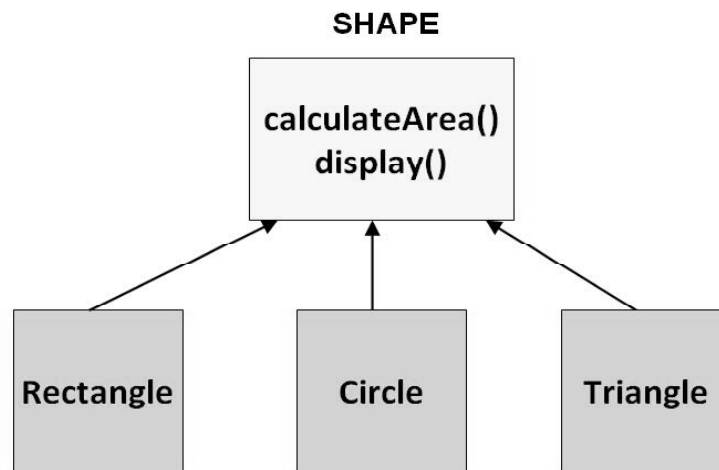 SHAPE
calculateArea()
display()
Rectangle
Circle
Triangle